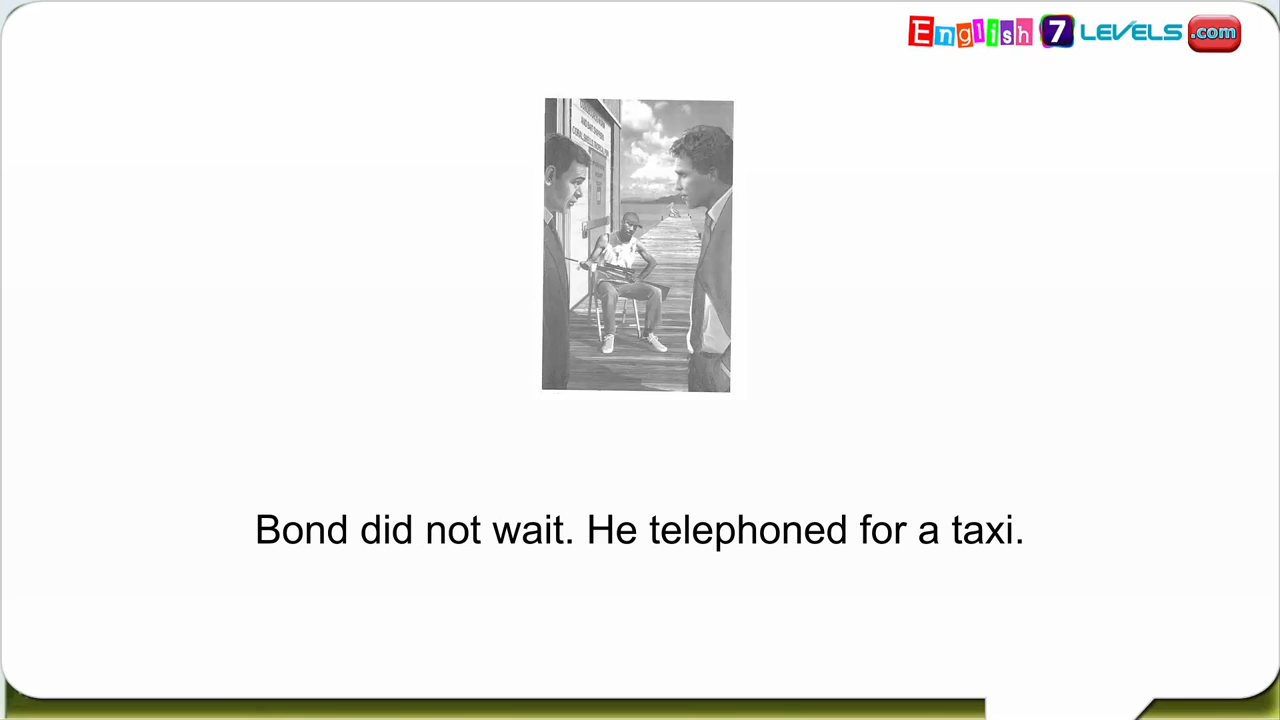 English 7 LEVELS .com
Bond did not wait. He telephoned for a taxi.